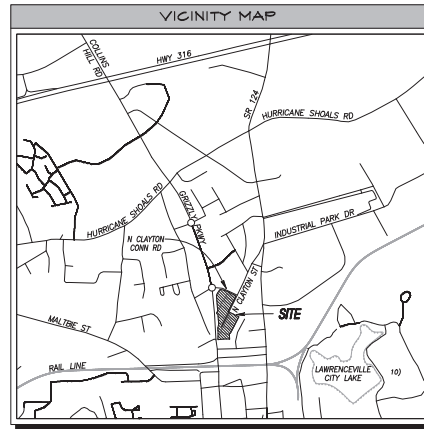 VICINITY MAP
COLLINS
HILL RD
HWY 316
SR 124
HURRICANE SHOALS RD
HURRICANE SHOALS RD
GRIZZLY PKWY
N CLAYTON
CONN RD
INDUSTRIAL PARK DR
N CLAYTON ST
SITE
MALTBIE ST
RAIL LINE
LAWRENCEVILLE
CITY LAKE
10)